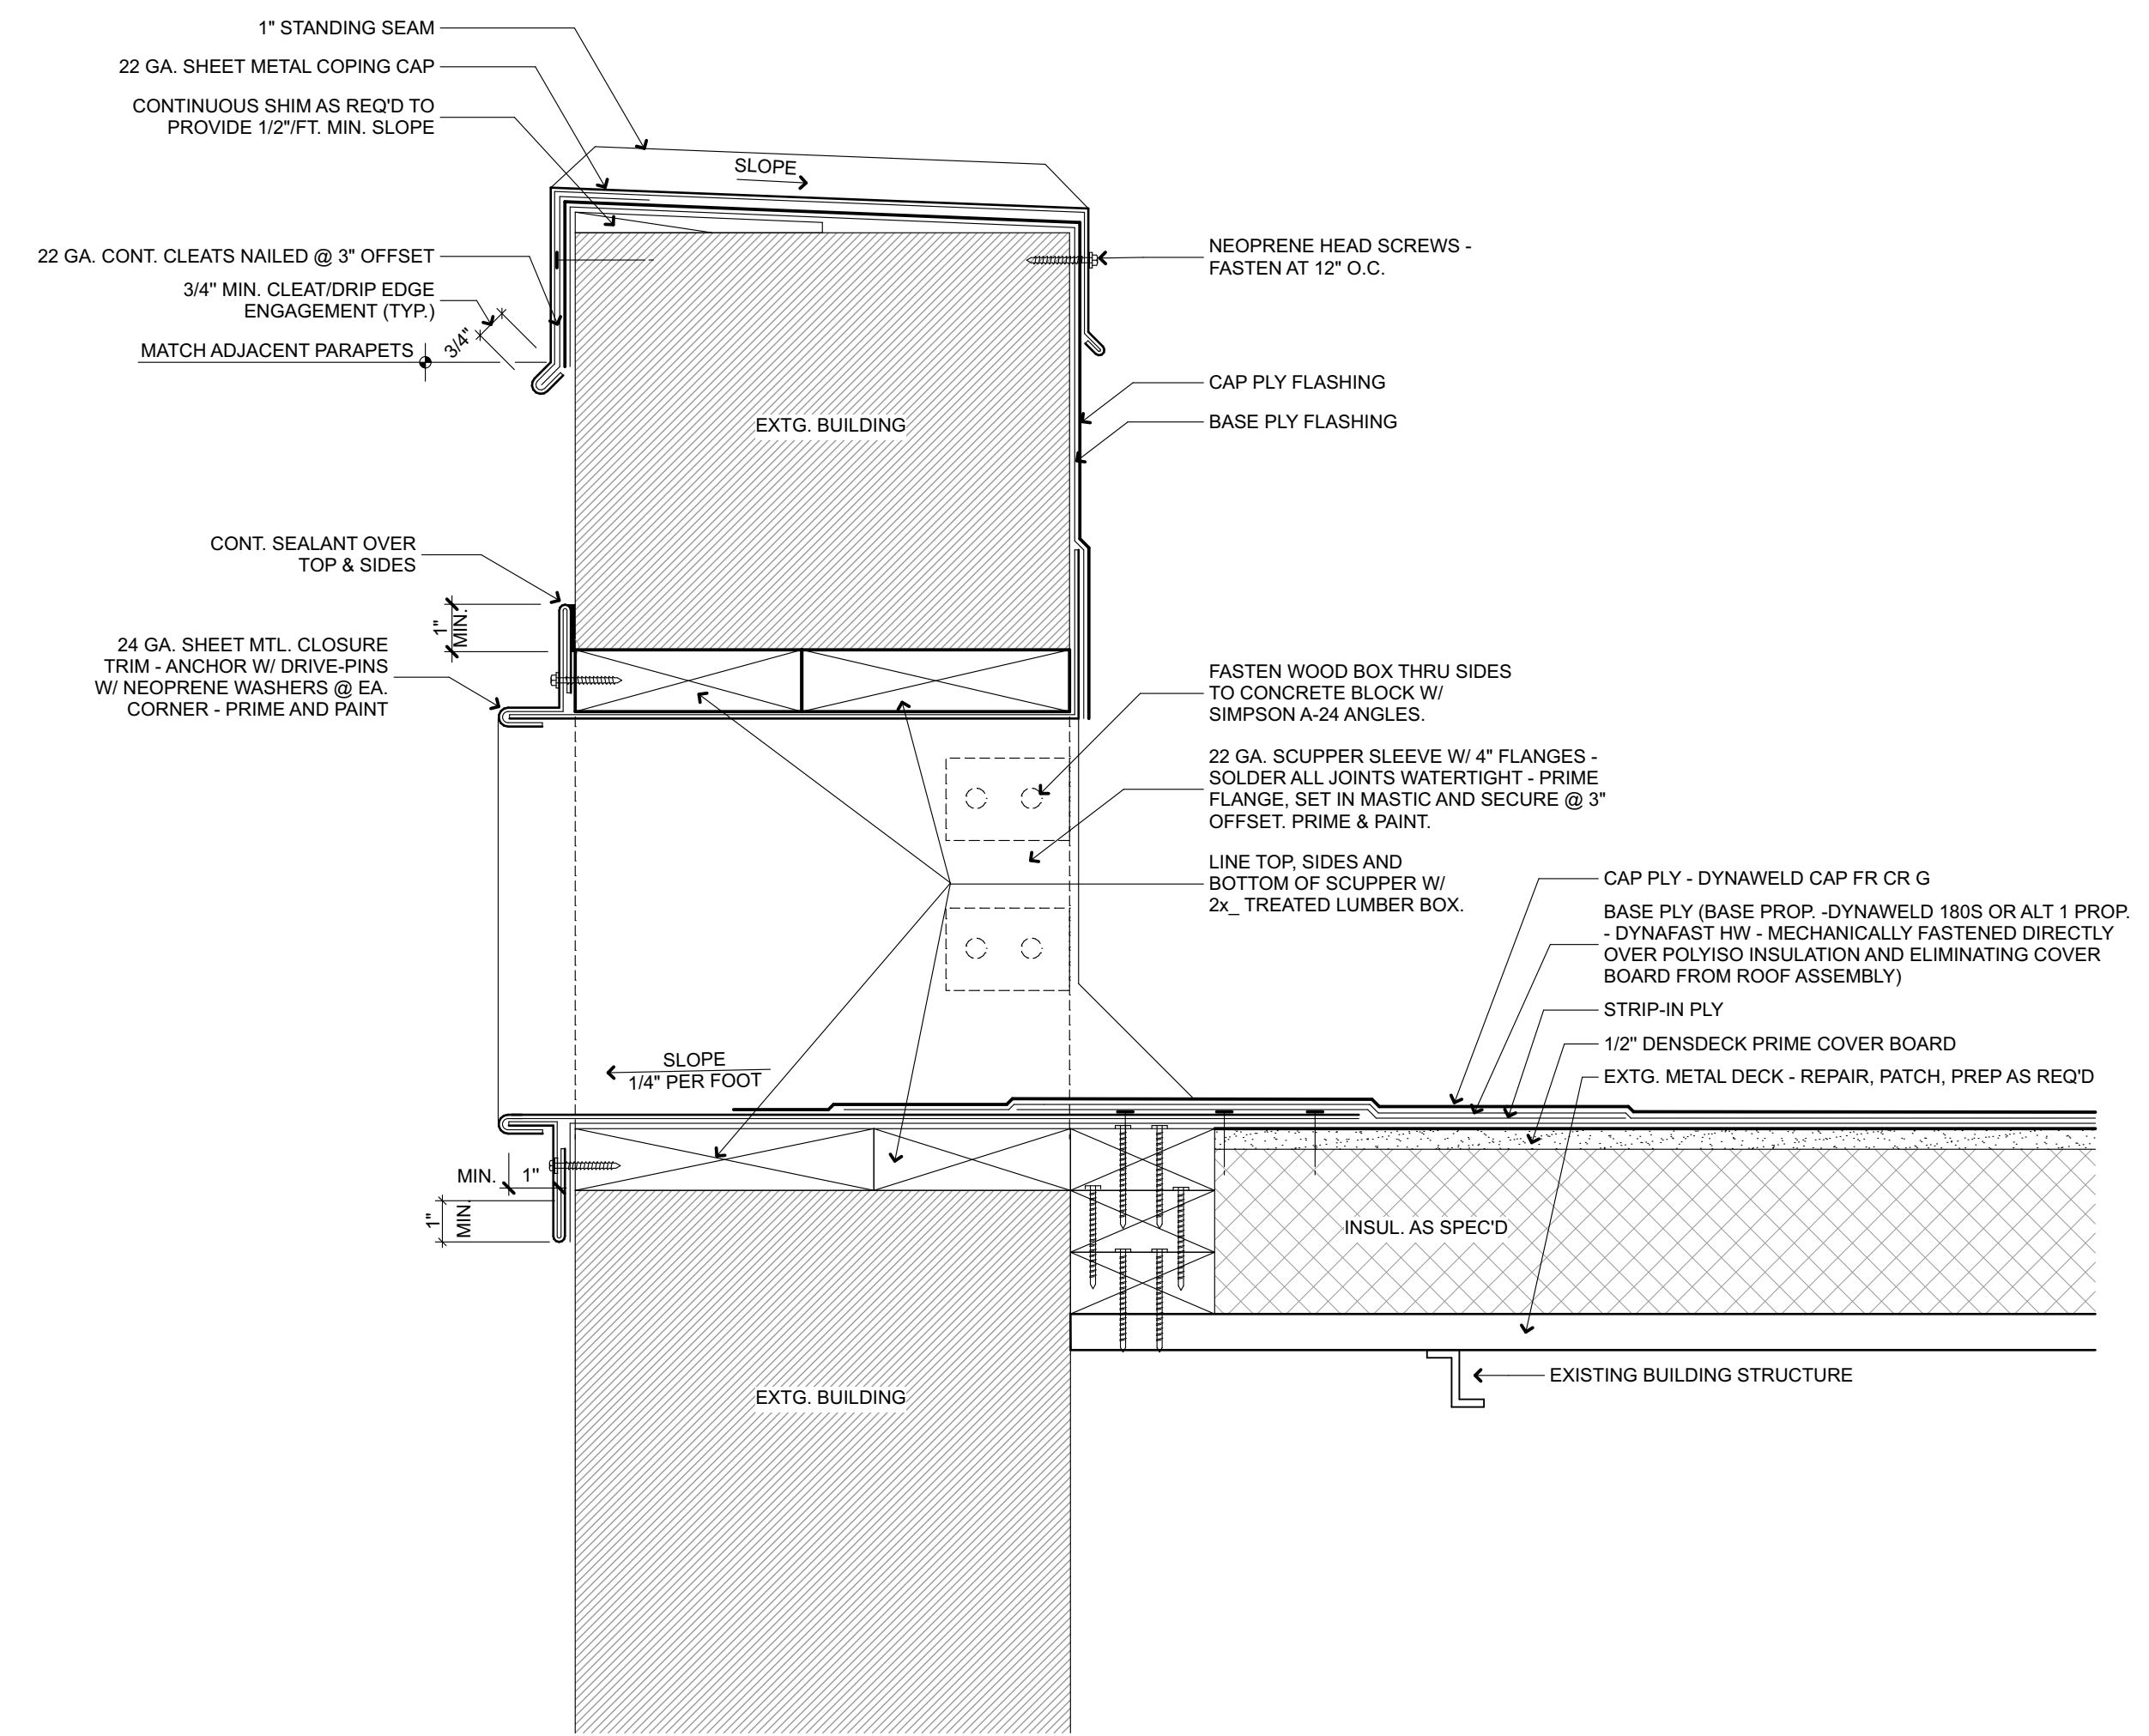 1" STANDING SEAM
22 GA. SHEET METAL COPING CAP
CONTINUOUS SHIM AS REQ'D TO
PROVIDE 1/2"/FT. MIN. SLOPE
SLOPE
22 GA. CONT. CLEATS NAILED @ 3" OFFSET
3/4" MIN. CLEAT/DRIP EDGE
ENGAGEMENT (TYP.)
3/4"
MATCH ADJACENT PARAPETS
NEOPRENE HEAD SCREWS -
FASTEN AT 12" O.C.
CAP PLY FLASHING
BASE PLY FLASHING
EXTG. BUILDING
CONT. SEALANT OVER
TOP & SIDES
1"
MIN.
24 GA. SHEET MTL. CLOSURE
TRIM - ANCHOR W/ DRIVE-PINS
W/ NEOPRENE WASHERS @ EA.
CORNER - PRIME AND PAINT
FASTEN WOOD BOX THRU SIDES
TO CONCRETE BLOCK W/
SIMPSON A-24 ANGLES.
22 GA. SCUPPER SLEEVE W/ 4" FLANGES -
SOLDER ALL JOINTS WATERTIGHT - PRIME
FLANGE, SET IN MASTIC AND SECURE @ 3"
OFFSET. PRIME & PAINT.
LINE TOP, SIDES AND
BOTTOM OF SCUPPER W/
2x_ TREATED LUMBER BOX.
CAP PLY - DYNAWELD CAP FR CR G
BASE PLY (BASE PROP. -DYNAWELD 180S OR ALT 1 PROP.
- DYNAFAST HW - MECHANICALLY FASTENED DIRECTLY
OVER POLYISO INSULATION AND ELIMINATING COVER
BOARD FROM ROOF ASSEMBLY)
STRIP-IN PLY
1/2" DENSDECK PRIME COVER BOARD
EXTG. METAL DECK - REPAIR, PATCH, PREP AS REQ'D
SLOPE
1/4" PER FOOT
MIN. 1"
1"
MIN.
INSUL. AS SPEC'D
EXISTING BUILDING STRUCTURE
EXTG. BUILDING